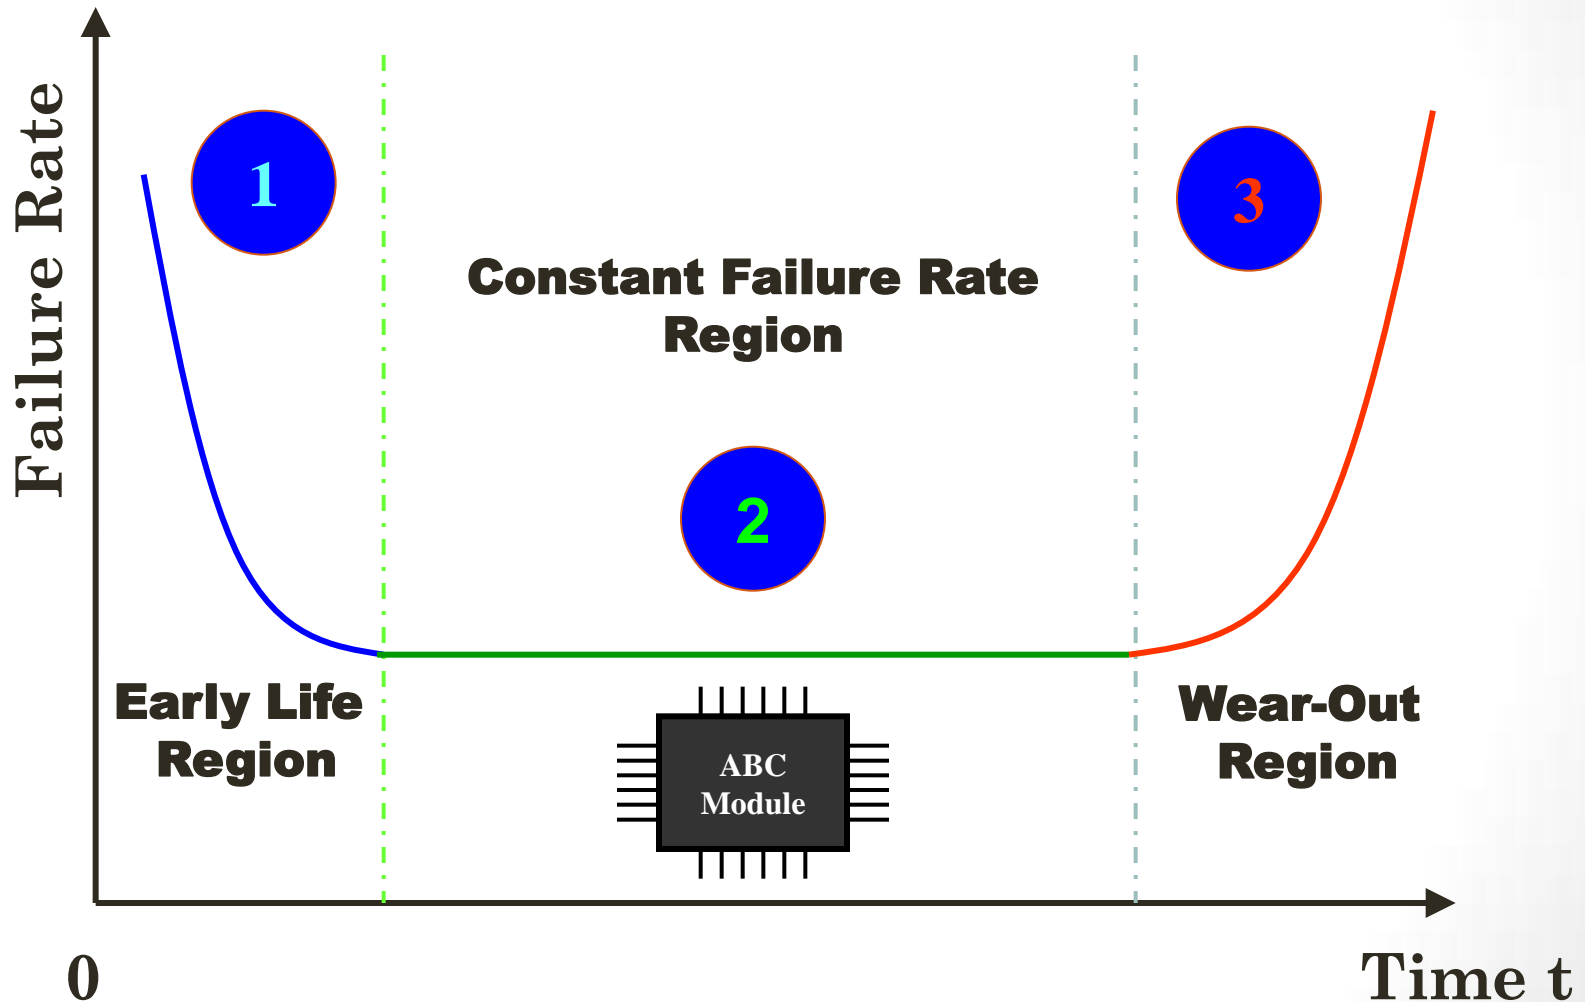 Failure Rate
1
Constant Failure Rate
Region
3
2
Early Life
Region
ABC
Module
Wear-Out
Region
0
Time t